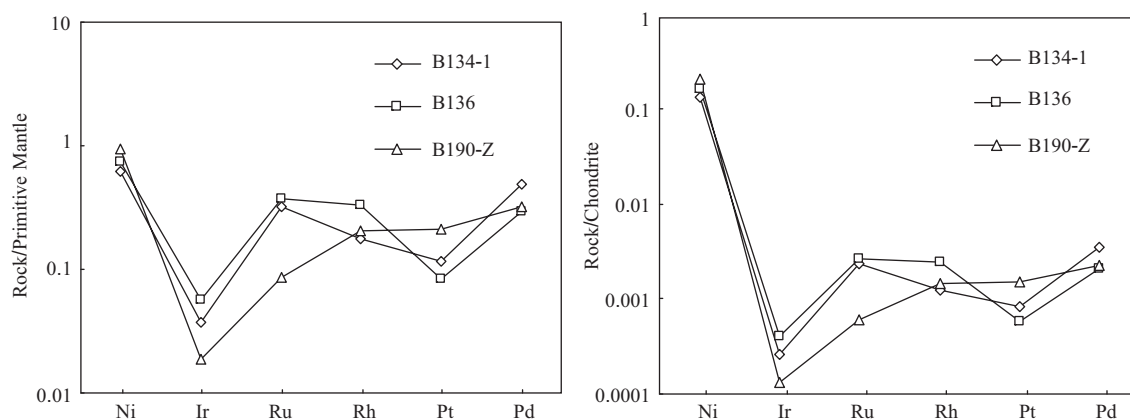 10
1
0.1
0.01
Rock/Primitive Mantle
B134-1
B136
B190-Z
Ni Ir Ru Rh Pt Pd
1
0.1
0.01
0.001
0.0001
Rock/Chondrite
B134-1
B136
B190-Z
Ni Ir Ru Rh Pt Pd